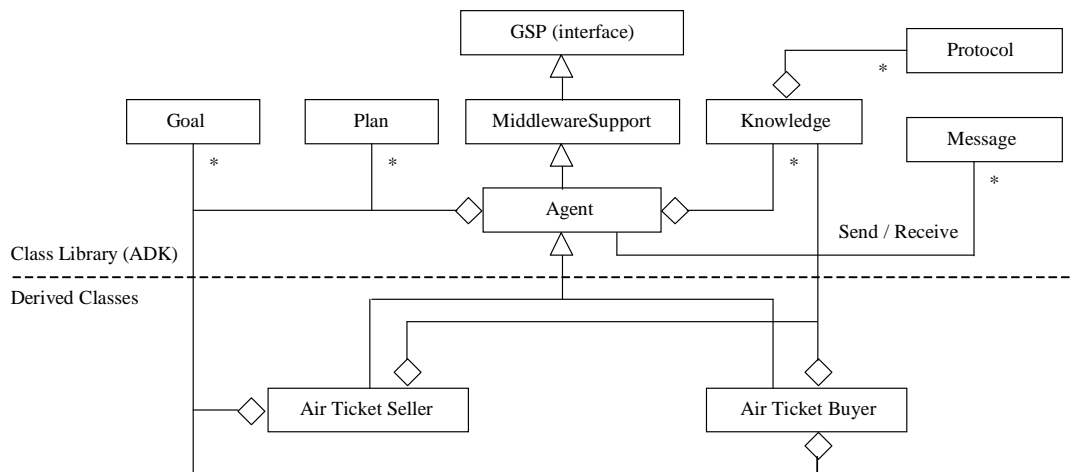 GSP (interface)
Protocol
*
Goal
Plan
MiddlewareSupport
Knowledge
Message
*
*
*
*
Agent
Send / Receive
Class Library (ADK)
Derived Classes
Air Ticket Seller
Air Ticket Buyer